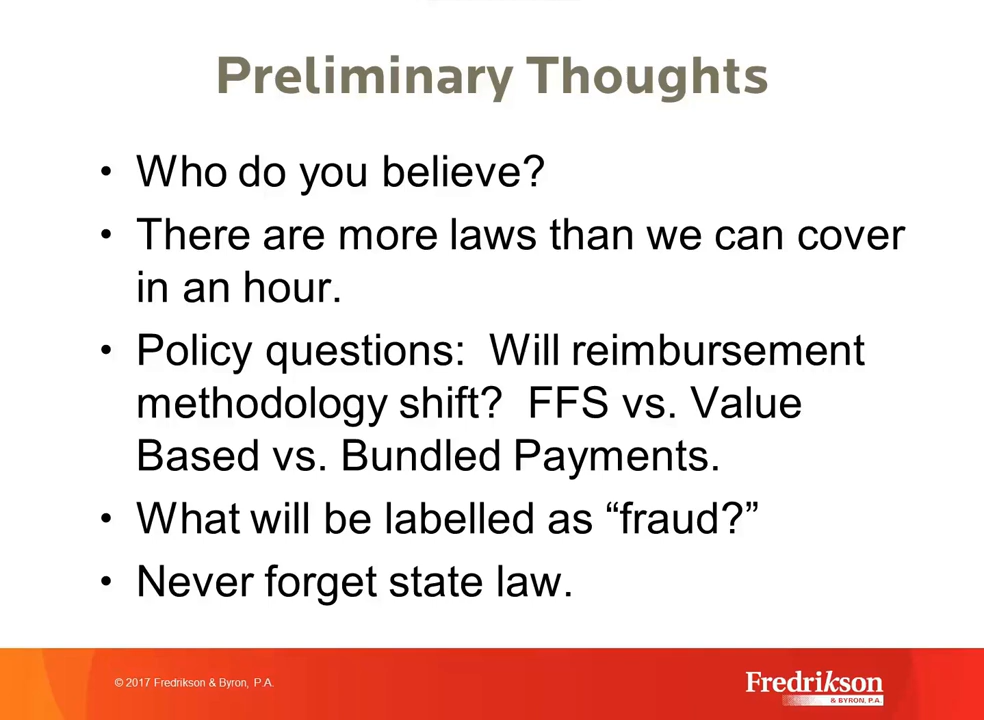 Preliminary Thoughts
• Who do you believe?
• There are more laws than we can cover
in an hour.
• Policy questions:  Will reimbursement
methodology shift?  FFS vs. Value
Based vs. Bundled Payments.
• What will be labelled as “fraud?”
• Never forget state law.
© 2017 Fredrikson & Byron, P.A.
Fredrikson
& BYRON, P.A.